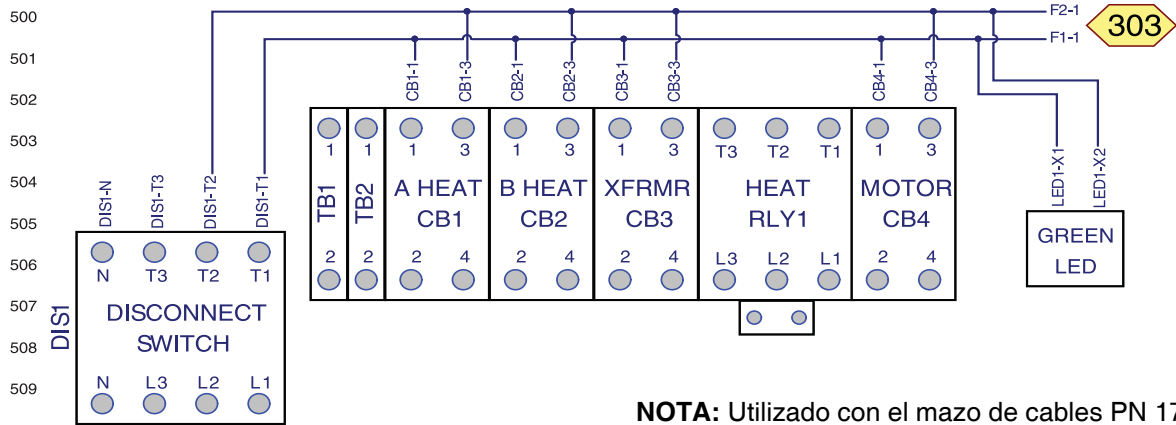 500
F2-1
303
F1-1
501
CB1-1
CB1-3
CB2-1
CB2-3
CB3-1
CB3-3
CB4-1
CB4-3
502
503
1
1
1
3
1
3
1
3
T3
T2
T1
1
3
504
DIS1-N
DIS1-T3
DIS1-T2
DIS1-T1
TB1
TB2
A HEAT
CB1
B HEAT
CB2
XFRMR
CB3
HEAT
RLY1
MOTOR
CB4
LED1-X1
LED1-X2
505
GREEN
LED
506
N
T3
T2
T1
2
2
2
4
2
4
2
4
L3
L2
L1
2
4
507
DIS1
DISCONNECT
SWITCH
508
509
N
L3
L2
L1
NOTA: Utilizado con el mazo de cables PN 17